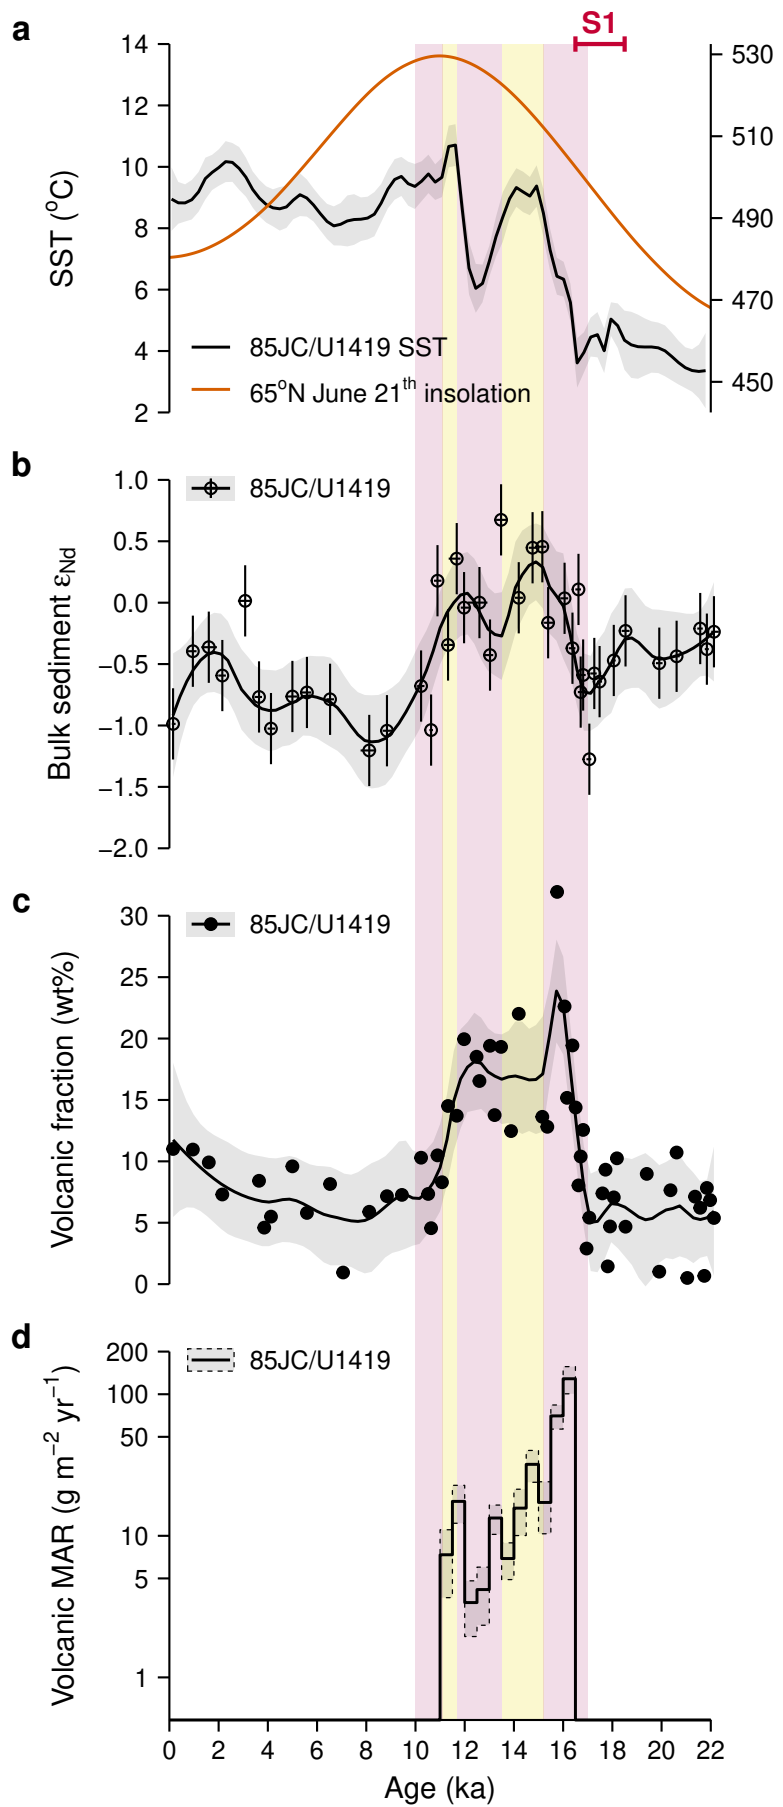 a
S1
14
12
10
8
6
4
2
SST (°C)
530
510
490
470
450
85JC/U1419 SST
65°N June 21th insolation
b
1.0
0.5
0.0
−0.5
−1.0
−1.5
−2.0
Bulk sediment εNd
85JC/U1419
c
30
25
20
15
10
5
0
Volcanic fraction (wt%)
85JC/U1419
d
200
100
50
10
5
1
Volcanic MAR (g m−2 yr−1)
85JC/U1419
0 2 4 6 8 10 12 14 16 18 20 22
Age (ka)